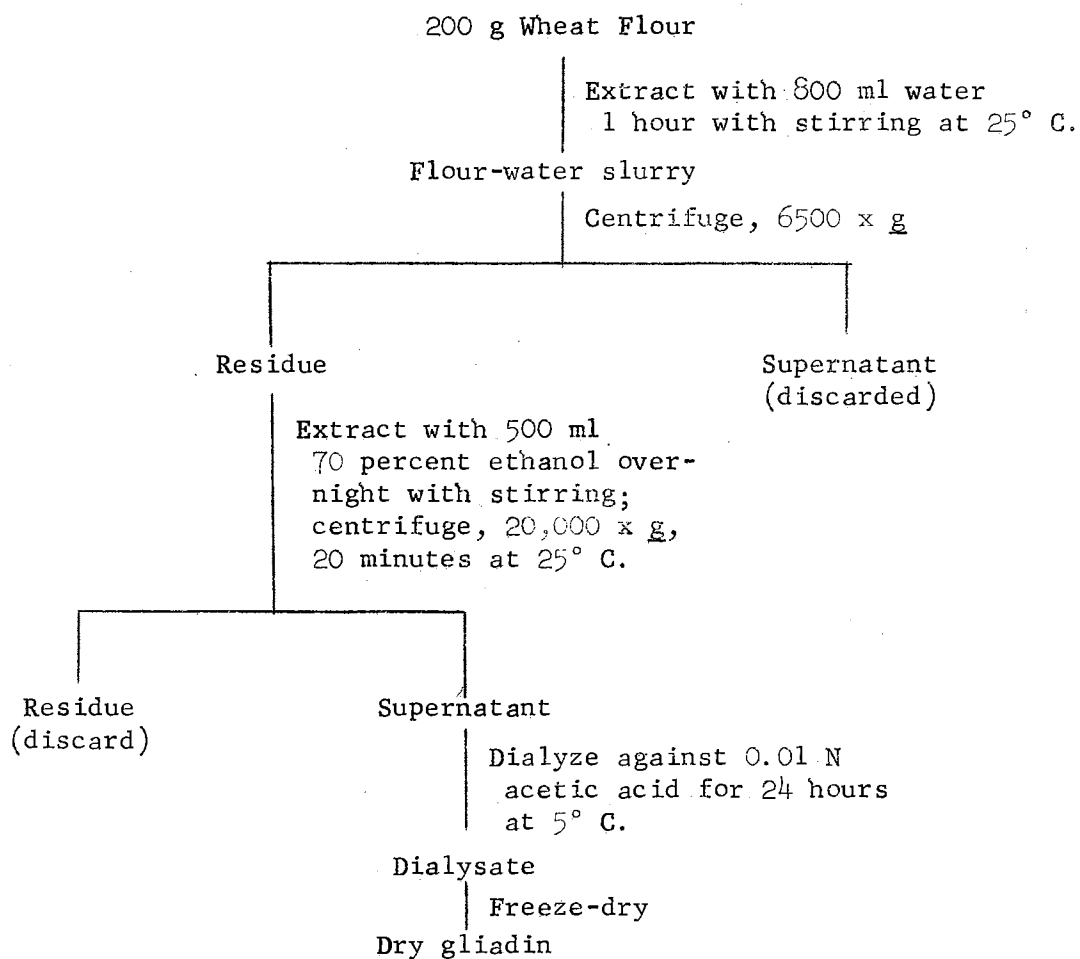 200 g Wheat Flour
Extract with 800 ml water
1 hour with stirring at 25° C.
Flour-water slurry
Centrifuge, 6500 x g
Residue
Supernatant
(discarded)
Extract with 500 ml
70 percent ethanol over-
night with stirring;
centrifuge, 20,000 x g,
20 minutes at 25° C.
Residue
(discard)
Supernatant
Dialyze against 0.01 N
acetic acid for 24 hours
at 5° C.
Dialysate
Freeze-dry
Dry gliadin